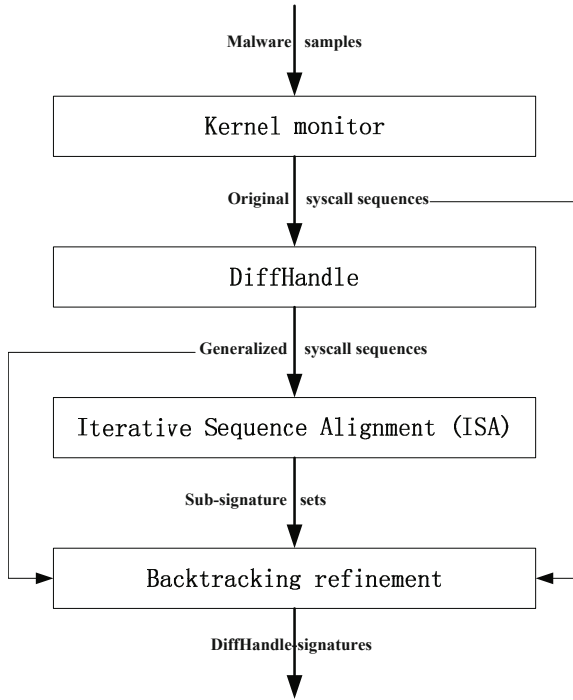 Malware samples
Kernel monitor
Original syscall sequences
DiffHandle
Generalized syscall sequences
Iterative Sequence Alignment (ISA)
Sub-signature sets
Backtracking refinement
DiffHandle-signatures